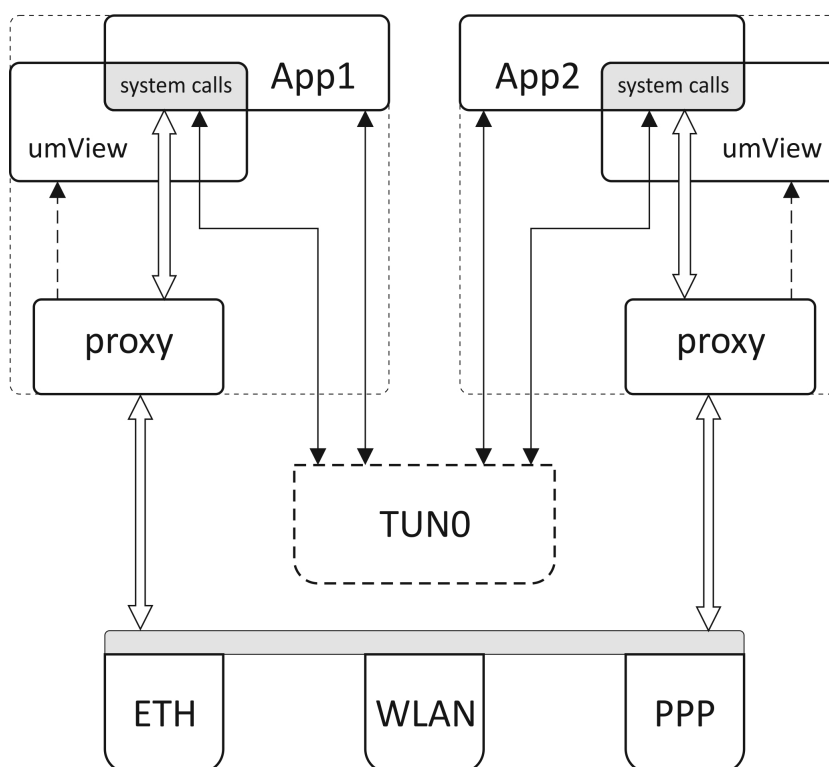 App1
system calls
umView
App2
system calls
umView
proxy
proxy
TUN0
ETH
WLAN
PPP